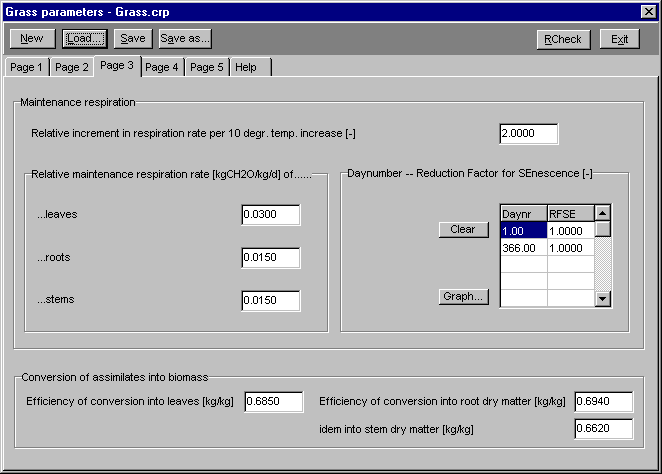 Grass parameters - Grass.crp
New Load... Save Save as... RCheck Exit
Page 1 Page 2 Page 3 Page 4 Page 5 Help
Maintenance respiration
Relative increment in respiration rate per 10 degr. temp. increase [-] 2.0000
Relative maintenance respiration rate [kgCH2O/kg/d] of...... Daynumber -- Reduction Factor for SEnescence [-]
...leaves 0.0300
...roots 0.0150
...stems 0.0150
Clear
Graph...
Daynr RFSE
1.00 1.0000
366.00 1.0000
Conversion of assimilates into biomass
Efficiency of conversion into leaves [kg/kg] 0.6850 Efficiency of conversion into root dry matter [kg/kg] 0.6940
idem into stem dry matter [kg/kg] 0.6620